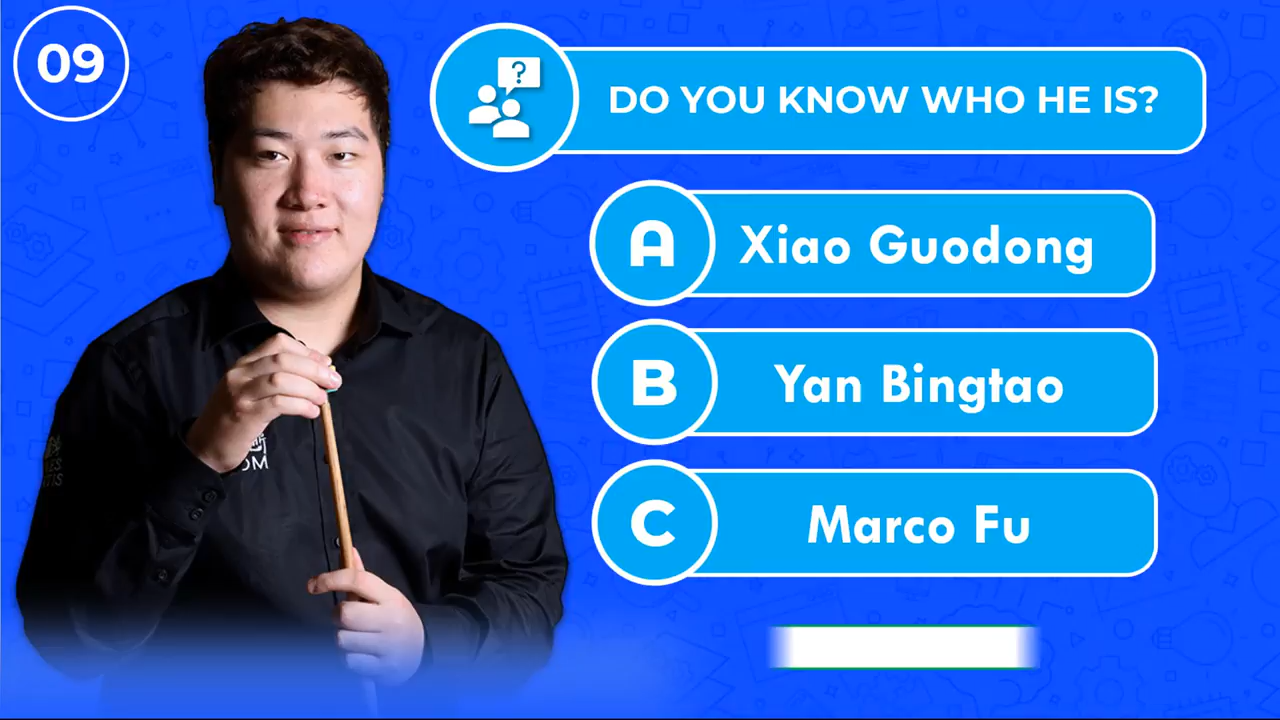 09
?
DO YOU KNOW WHO HE IS?
A
Xiao Guodong
B
Yan Bingtao
C
Marco Fu